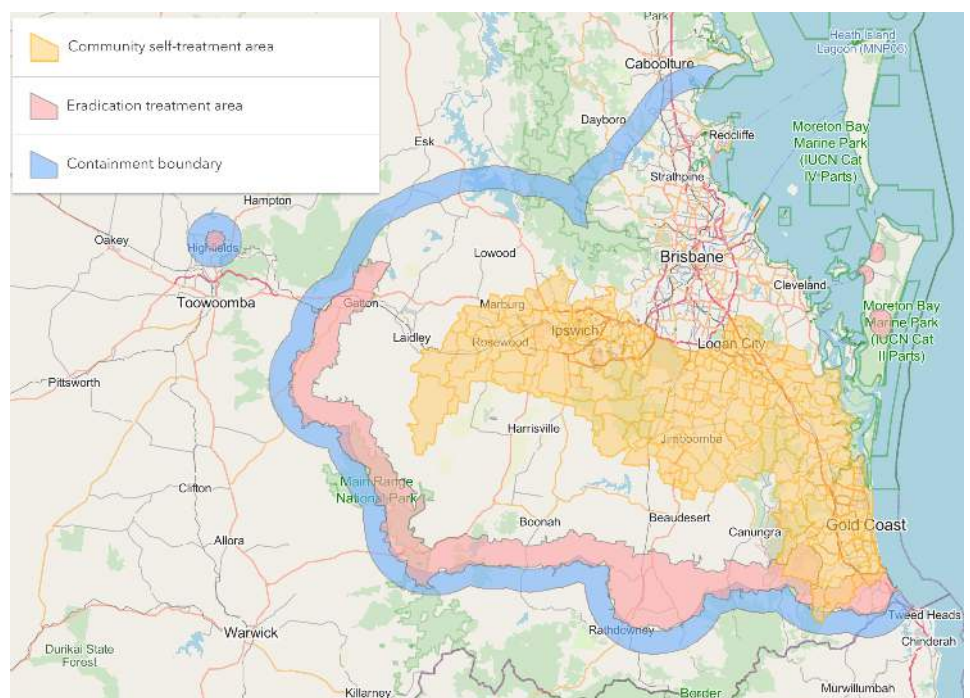 Community self-treatment area
Eradication treatment area
Containment boundary
Park
Caboolture
Heath Island
Lagoon (MNP06)
Dayboro
Redcliffe
Esk
Moreton Bay
Marine Park
(IUCN Cat
IV Parts)
Strathpine
Hampton
Oakey
Highfields
Lowood
Brisbane
Cleveland
Toowoomba
Gatton
Marburg
Ipswich
Moreton Bay
Marine Park
(IUCN Cat
II Parts)
Laidley
Rosewood
Logan City
Pittsworth
Harrisville
Jimboomba
Main Range
National Park
Clifton
Boonah
Beaudesert
Gold Coast
Canungra
Allora
Rathdowney
Tweed Heads
Warwick
Chinderah
Durikai State
Forest
Killarney
Border
Murwillumbah